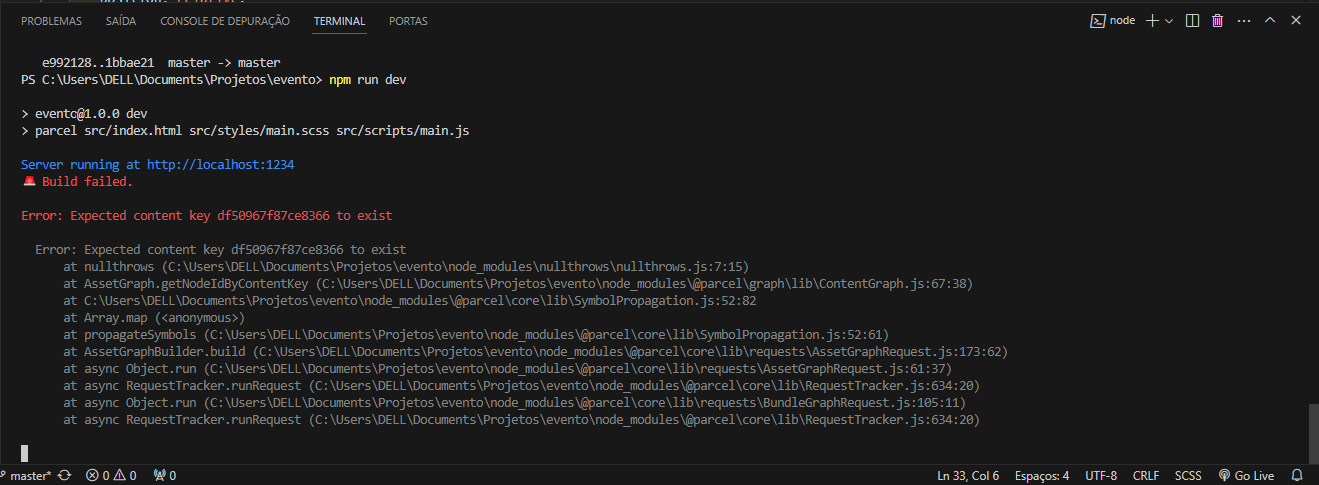 PROBLEMAS SAÍDA CONSOLE DE DEPURAÇÃO TERMINAL PORTAS node
e992128..1bbae21 master -> master
PS C:\Users\DELL\Documents\Projetos\evento> npm run dev
> evento@1.0.0 dev
> parcel src/index.html src/styles/main.scss src/scripts/main.js
Server running at http://localhost:1234
🚨 Build failed.
Error: Expected content key df50967f87ce8366 to exist
Error: Expected content key df50967f87ce8366 to exist
at nullthrows (C:\Users\DELL\Documents\Projetos\evento\node_modules\nullthrows\nullthrows.js:7:15)
at AssetGraph.getNodeIdByContentKey (C:\Users\DELL\Documents\Projetos\evento\node_modules\@parcel\graph\lib\ContentGraph.js:67:38)
at C:\Users\DELL\Documents\Projetos\evento\node_modules\@parcel\core\lib\SymbolPropagation.js:52:82
at Array.map (<anonymous>)
at propagateSymbols (C:\Users\DELL\Documents\Projetos\evento\node_modules\@parcel\core\lib\SymbolPropagation.js:52:61)
at AssetGraphBuilder.build (C:\Users\DELL\Documents\Projetos\evento\node_modules\@parcel\core\lib\requests\AssetGraphRequest.js:173:62)
at async Object.run (C:\Users\DELL\Documents\Projetos\evento\node_modules\@parcel\core\lib\requests\AssetGraphRequest.js:61:37)
at async RequestTracker.runRequest (C:\Users\DELL\Documents\Projetos\evento\node_modules\@parcel\core\lib\RequestTracker.js:634:20)
at async Object.run (C:\Users\DELL\Documents\Projetos\evento\node_modules\@parcel\core\lib\requests\BundleGraphRequest.js:105:11)
at async RequestTracker.runRequest (C:\Users\DELL\Documents\Projetos\evento\node_modules\@parcel\core\lib\RequestTracker.js:634:20)
master* 0 0 0 Ln 33, Col 6 Espaços: 4 UTF-8 CRLF SCSS Go Live